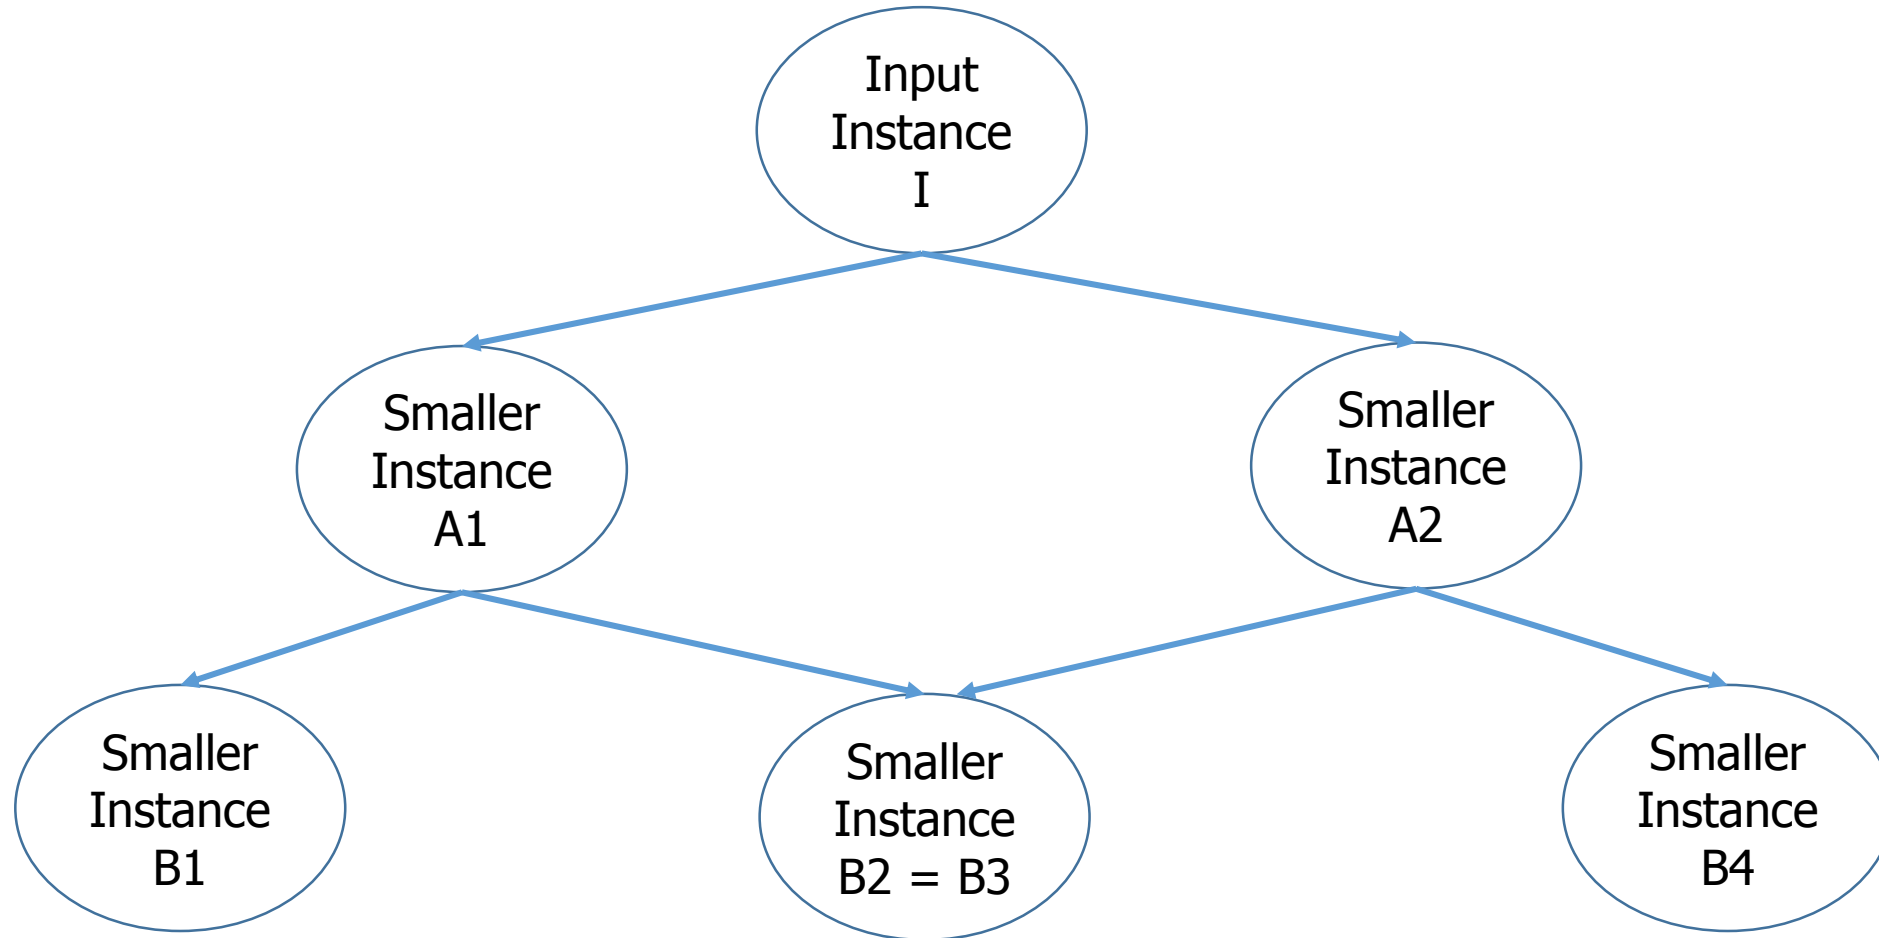 Input
Instance
I
Smaller
Instance
A1
Smaller
Instance
A2
Smaller
Instance
B1
Smaller
Instance
B2 = B3
Smaller
Instance
B4